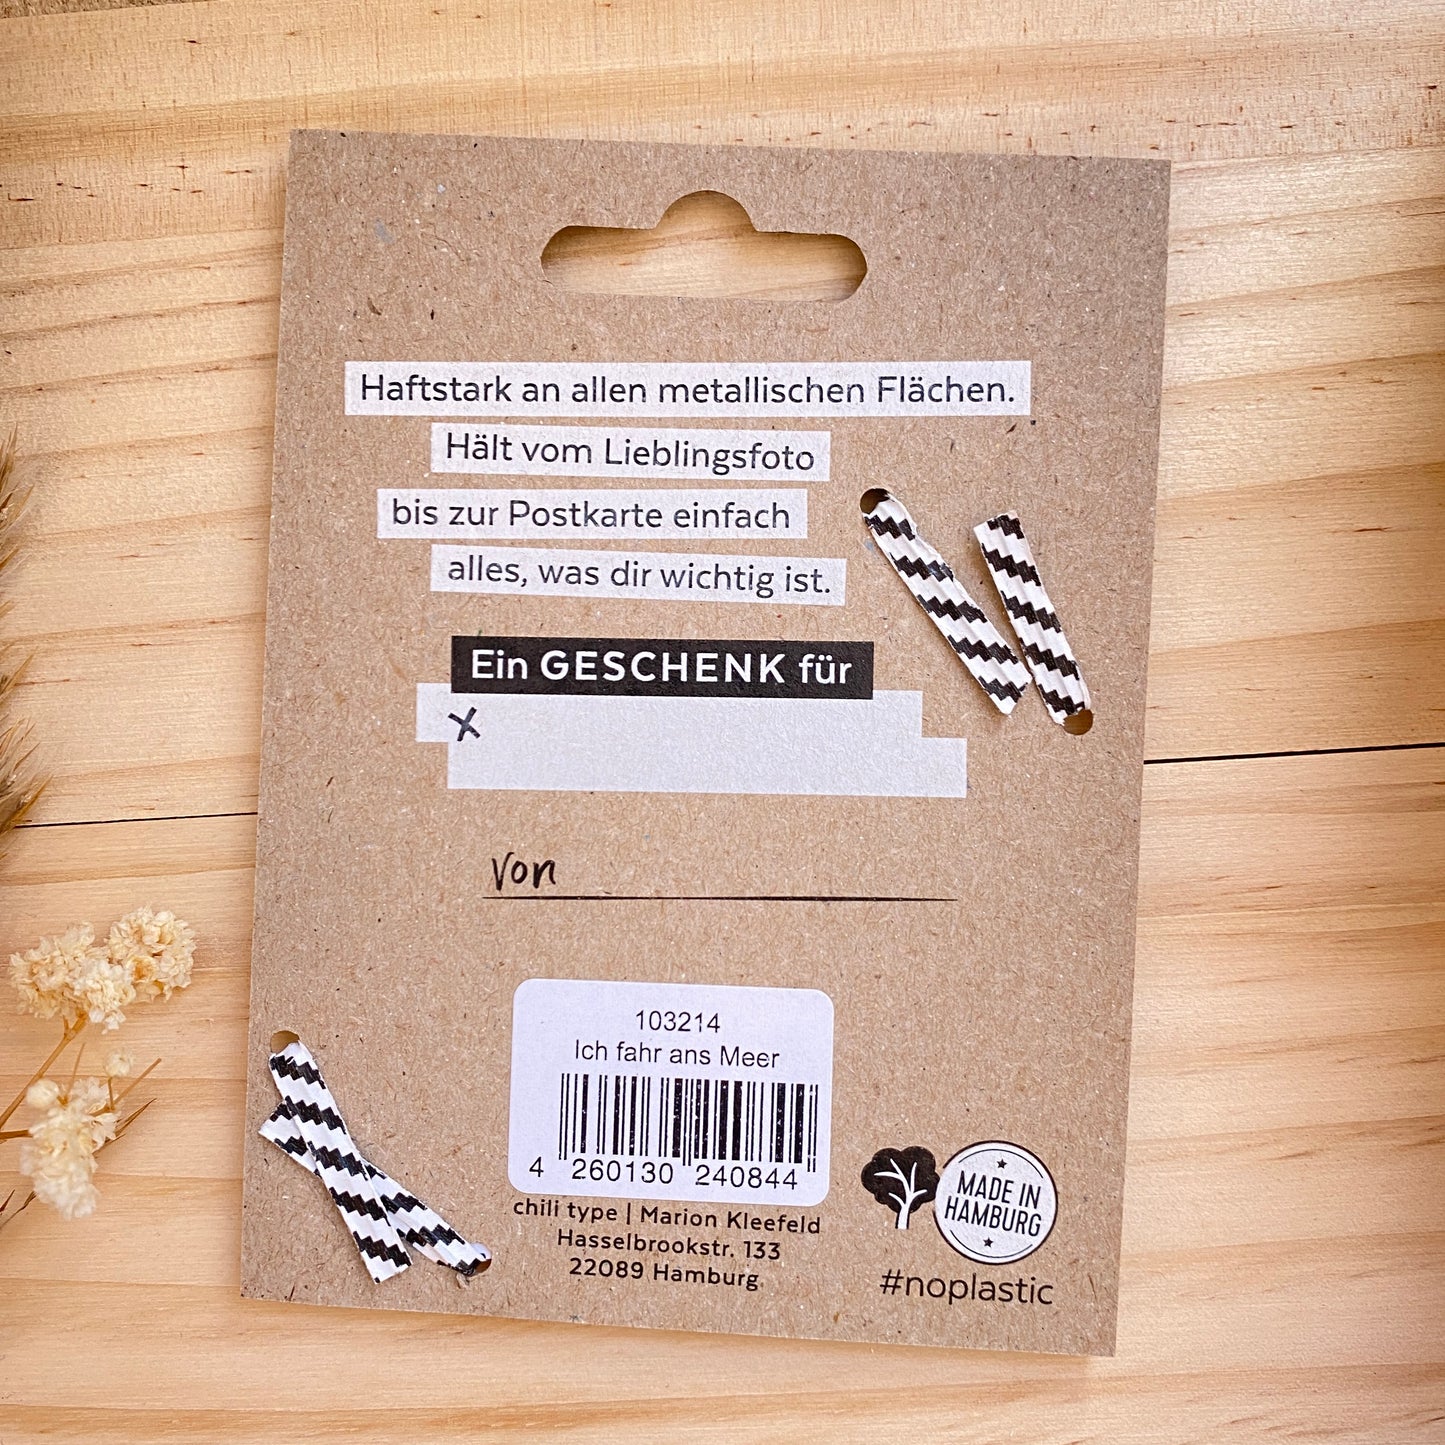 Haftstark an allen metallischen Flächen.
Hält vom Lieblingsfoto
bis zur Postkarte einfach
alles, was dir wichtig ist.
Ein GESCHENK für
x
Von
103214
Ich fahr ans Meer
4 260130 240844
chili type | Marion Kleefeld
Hasselbrookstr. 133
22089 Hamburg
MADE IN
HAMBURG
#noplastic